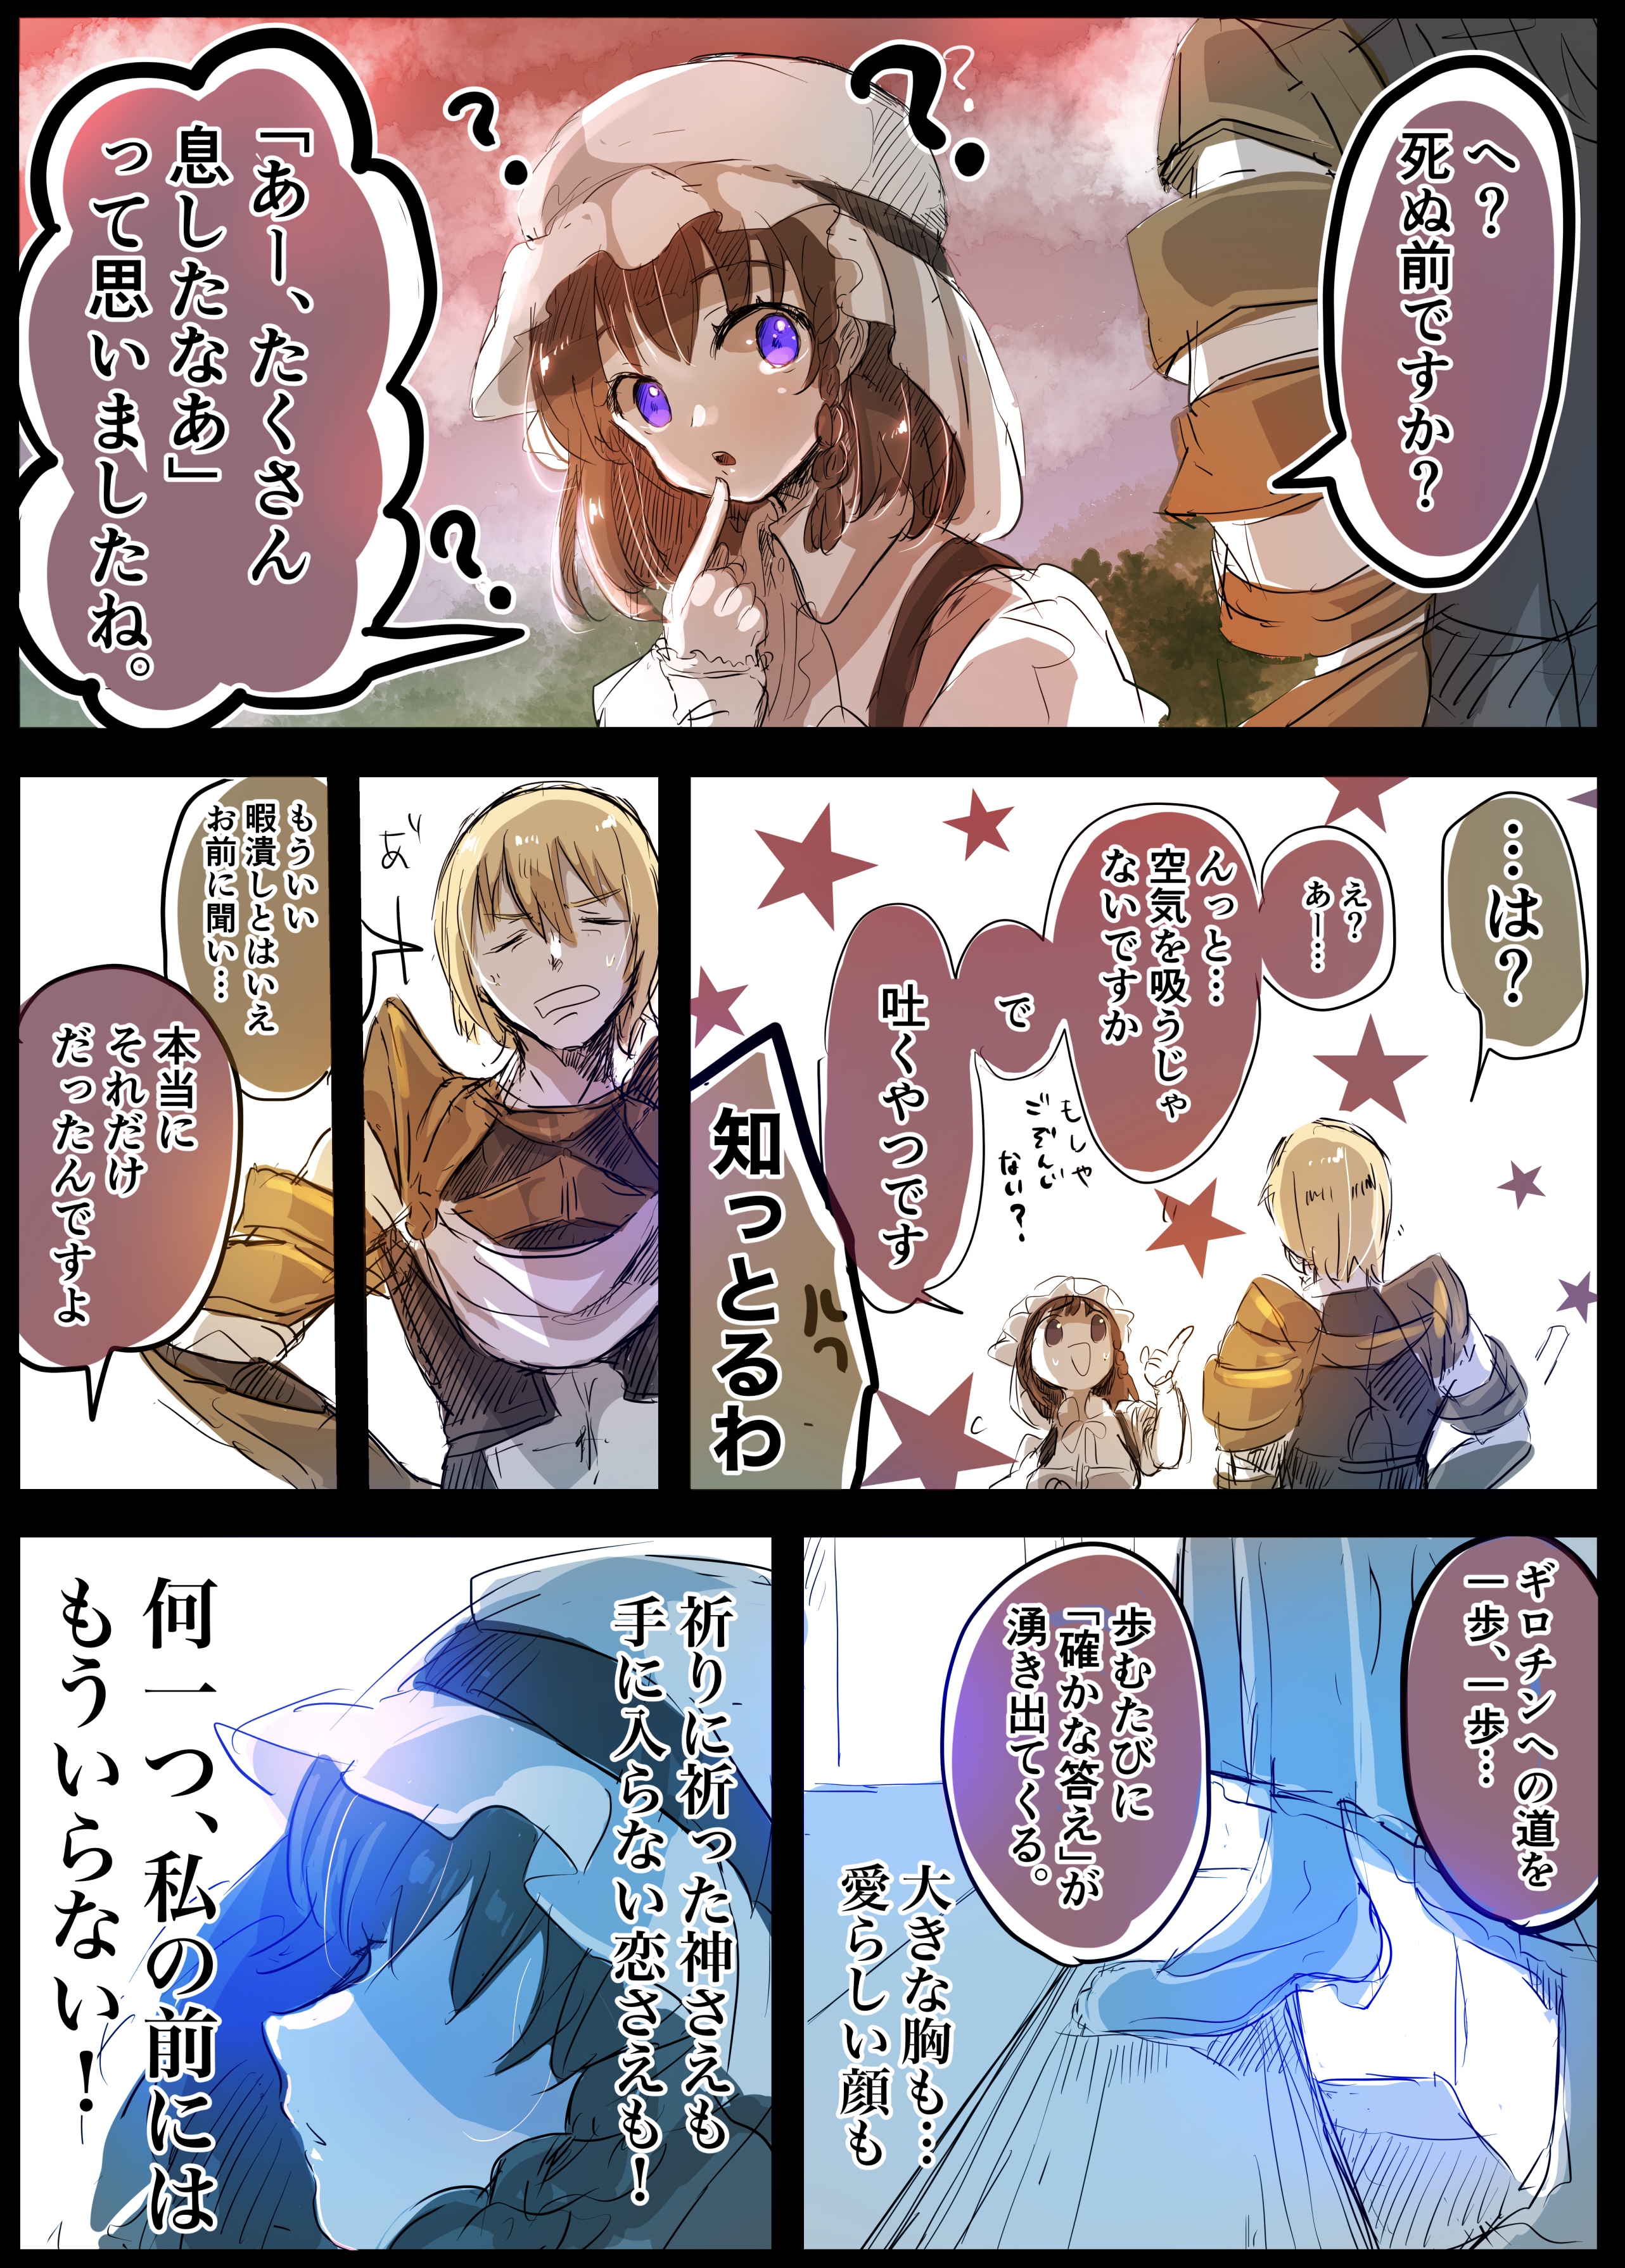 へ？
死ぬ前ですか？
「あー、たくさん
息したなあ」
って思いましたね。
…は？
え？
あー…
んっと…
空気を吸うじゃ
ないですか
で
吐くやつです
もしや
ごぞんじ
ない？
知っとるわ
もういい
暇潰しとはいえ
お前に聞い…
本当に
それだけ
だったんですよ
ギロチンへの道を
一歩、一歩…
歩むたびに
「確かな答え」が
湧き出てくる。
大きな胸も…
愛らしい顔も
祈りに祈った神さえも
手に入らない恋さえも！
何一つ、私の前には
もういらない！